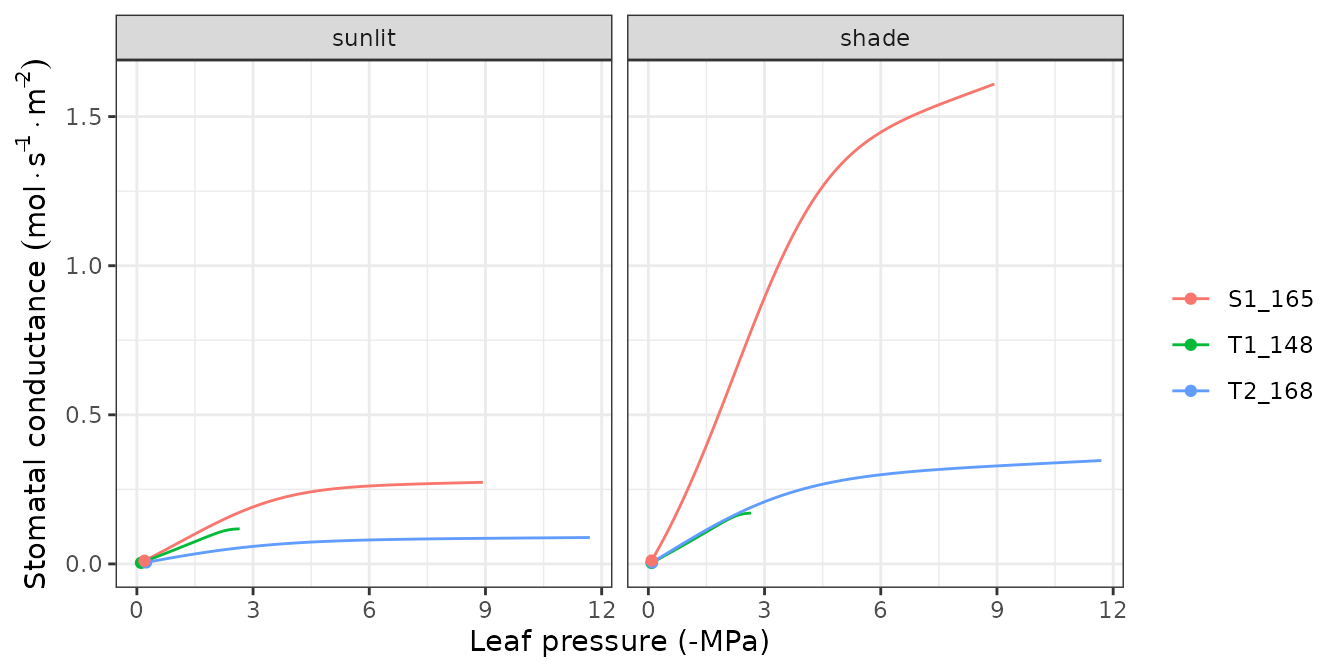 sunlit
shade
Stomatal conductance (mol·s⁻¹·m⁻²)
1.5
1.0
0.5
0.0
0 3 6 9 12
0 3 6 9 12
Leaf pressure (-MPa)
S1_165
T1_148
T2_168